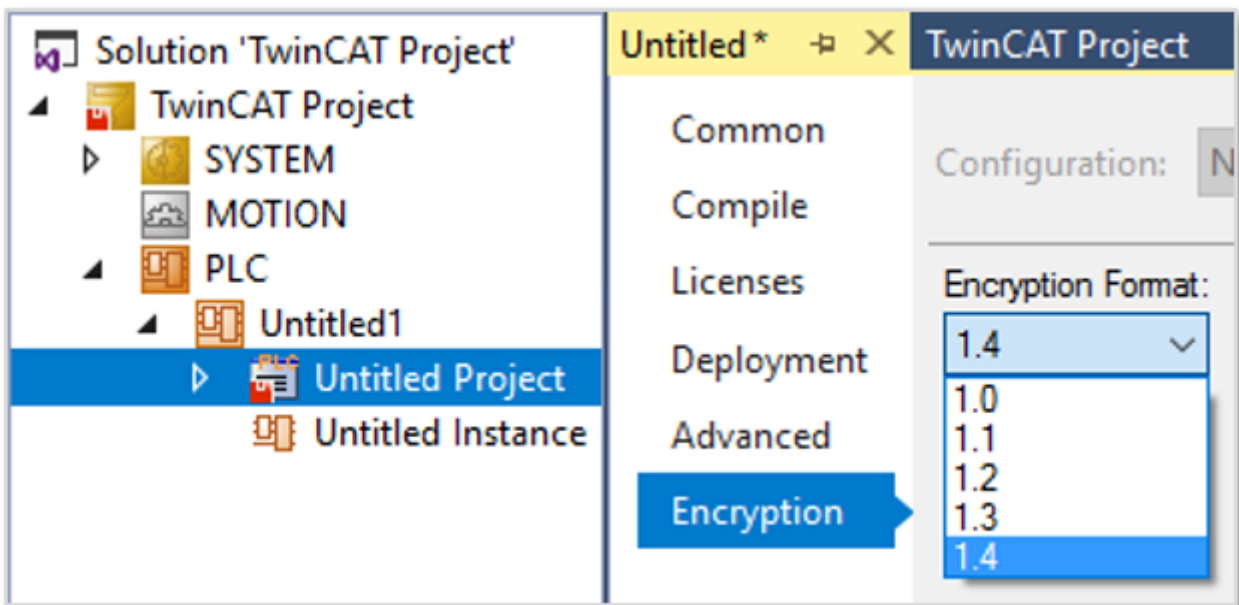 Solution 'TwinCAT Project'
TwinCAT Project
SYSTEM
MOTION
PLC
Untitled1
PLC
Untitled Project
Untitled Instance
Untitled*
TwinCAT Project
Common
Compile
Licenses
Deployment
Advanced
Encryption
Configuration: N
Encryption Format:
1.4
1.0
1.1
1.2
1.3
1.4